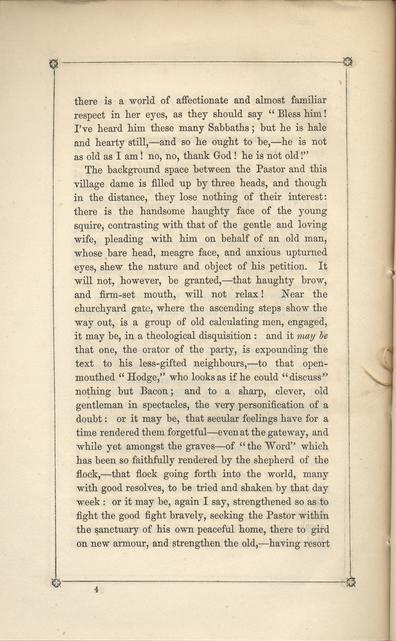 there is a world of affectionate and almost familiar
respect in her eyes, as they should say “ Bless him!
I've heard him these many Sabbaths; but he is hale
and hearty still,—and so he ought to be,—he is not
as old as I am! no, no, thank God! he is not old!”
The background space between the Pastor and this
village dame is filled up by three heads, and though
in the distance, they lose nothing of their interest:
there is the handsome haughty face of the young
squire, contrasting with that of the gentle and loving
wife, pleading with him on behalf of an old man,
whose bare head, meagre face, and anxious upturned
eyes, shew the nature and object of his petition. It
will not, however, be granted,—that haughty brow,
and firm-set mouth, will not relax! Near the
churchyard gate, where the ascending steps show the
way out, is a group of old calculating men, engaged,
it may be, in a theological disquisition: and it may be
that one, the orator of the party, is expounding the
text to his less-gifted neighbours,—to that open-
mouthed “ Hodge,” who looks as if he could “discuss”
nothing but Bacon; and to a sharp, clever, old
gentleman in spectacles, the very personification of a
doubt: or it may be, that secular feelings have for a
time rendered them forgetful—even at the gateway, and
while yet amongst the graves—of “the Word” which
has been so faithfully rendered by the shepherd of the
flock,—that flock going forth into the world, many
with good resolves, to be tried and shaken by that day
week: or it may be, again I say, strengthened so as to
fight the good fight bravely, seeking the Pastor within
the sanctuary of his own peaceful home, there to gird
on new armour, and strengthen the old,—having resort
4